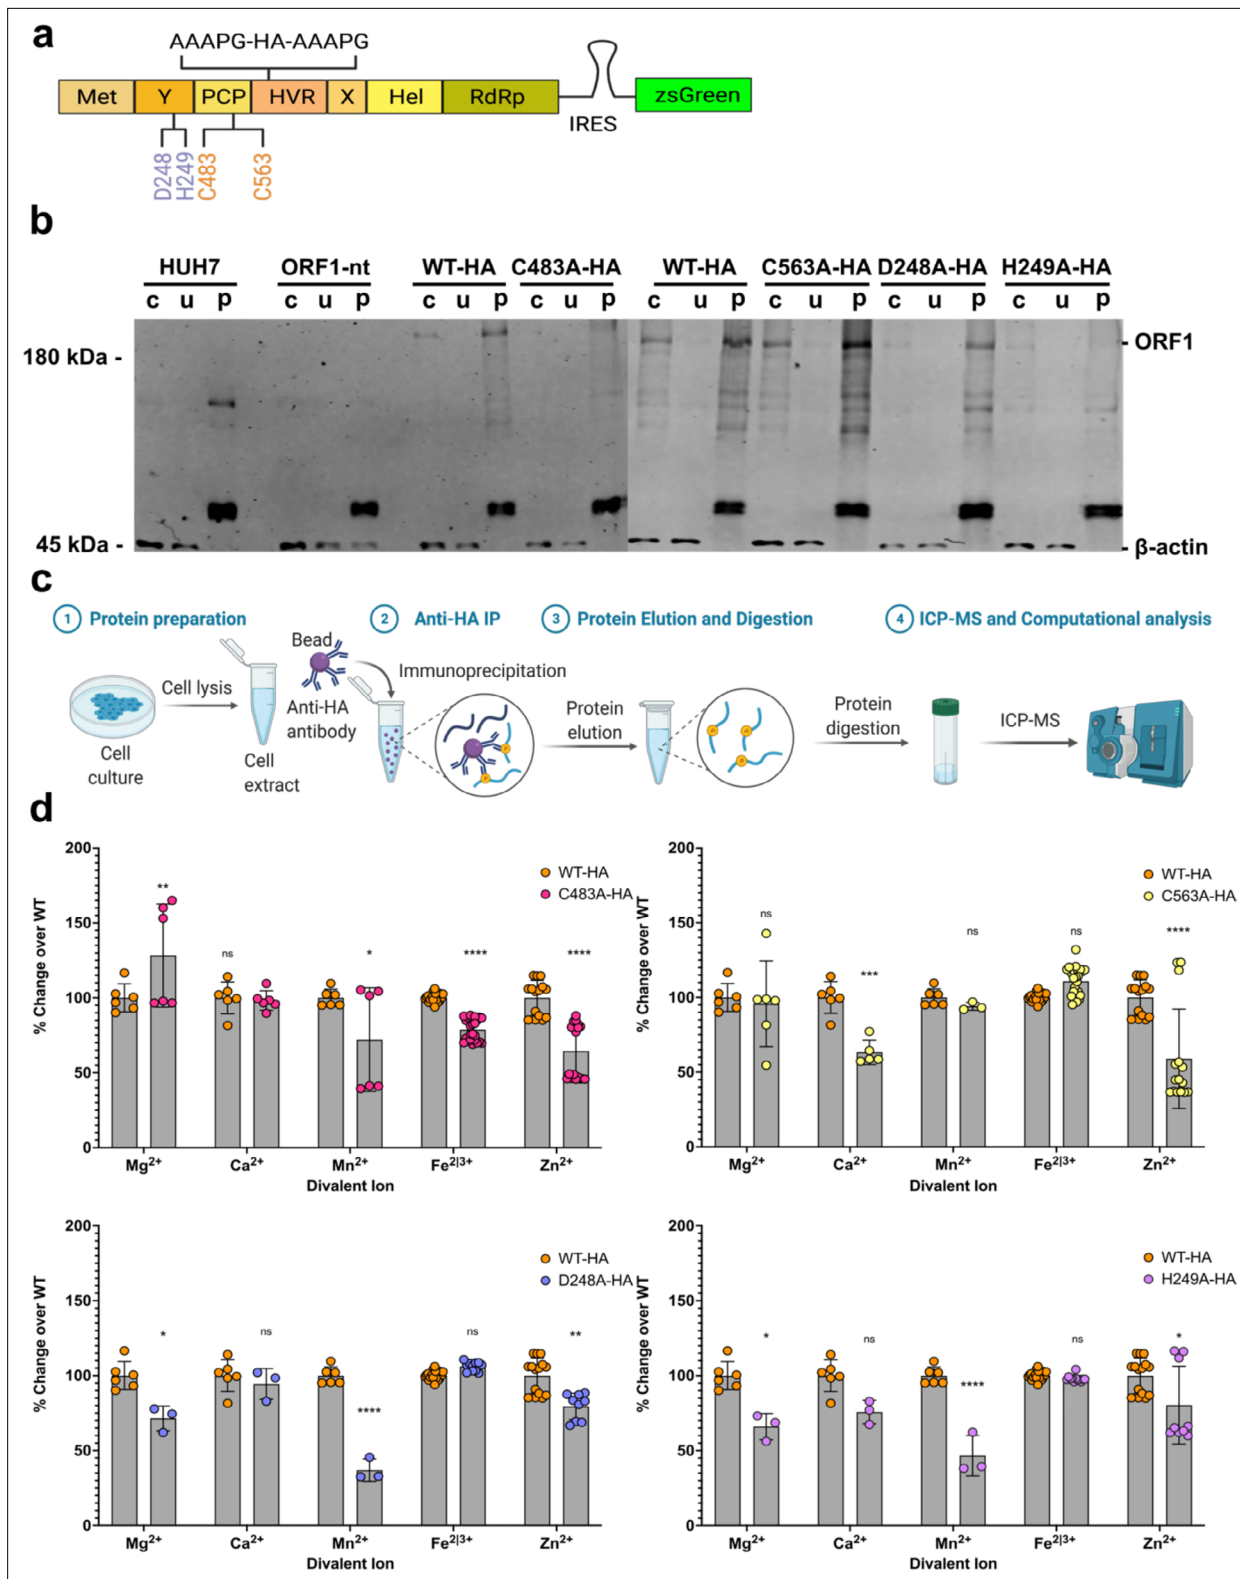 a
AAAPG-HA-AAAPG
Met Y PCP HVR X Hel RdRp zsGreen
IRES
D248 H249 C483 C563
b
HUH7 ORF1-nt WT-HA C483A-HA WT-HA C563A-HA D248A-HA H249A-HA
c u p c u p c u p c u p c u p c u p c u p c u p
180 kDa - - ORF1
45 kDa - - β-actin
c
1 Protein preparation 2 Anti-HA IP 3 Protein Elution and Digestion 4 ICP-MS and Computational analysis
Bead
Cell lysis
Immunoprecipitation
Anti-HA
antibody
Cell
culture
Cell
extract
Protein
elution
Protein
digestion
ICP-MS
d
% Change over WT
200
150
100
50
0
WT-HA
C483A-HA
** ns * **** ****
Mg²⁺ Ca²⁺ Mn²⁺ Fe²|³⁺ Zn²⁺
Divalent Ion
% Change over WT
200
150
100
50
0
WT-HA
C563A-HA
ns *** ns ns ****
Mg²⁺ Ca²⁺ Mn²⁺ Fe²|³⁺ Zn²⁺
Divalent Ion
% Change over WT
200
150
100
50
0
WT-HA
D248A-HA
* ns **** ns **
Mg²⁺ Ca²⁺ Mn²⁺ Fe²|³⁺ Zn²⁺
Divalent Ion
% Change over WT
200
150
100
50
0
WT-HA
H249A-HA
* ns **** ns *
Mg²⁺ Ca²⁺ Mn²⁺ Fe²|³⁺ Zn²⁺
Divalent Ion